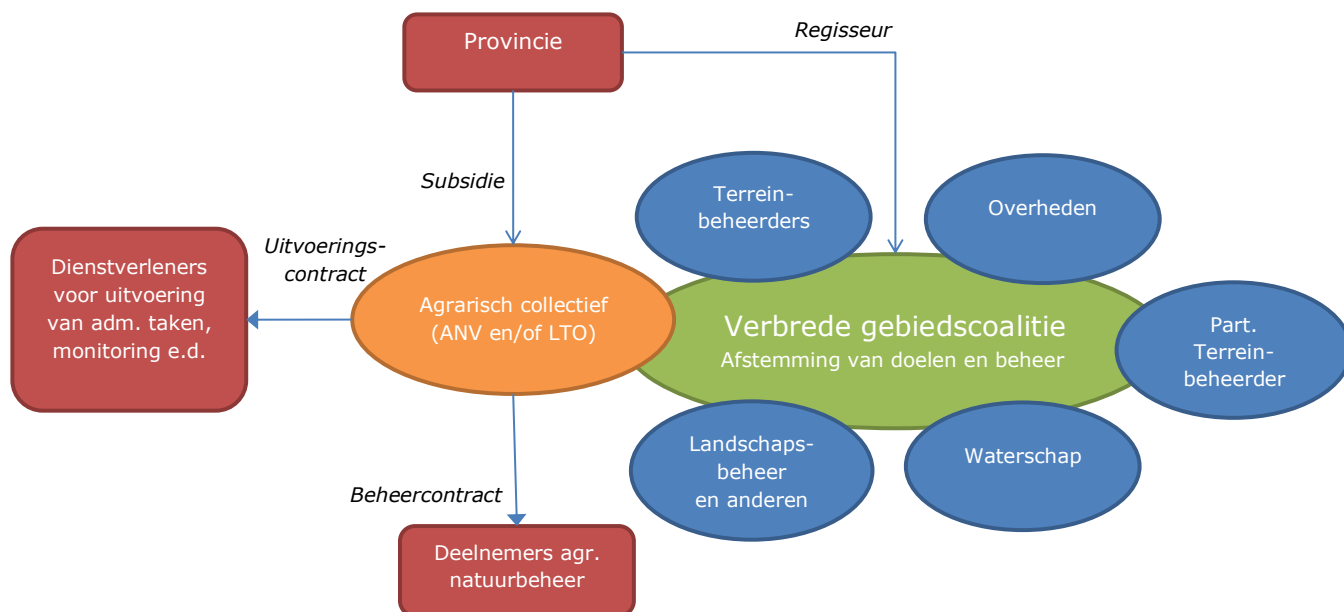 Provincie
Regisseur
Subsidie
Terrein-
beheerders
Overheden
Uitvoerings-
contract
Dienstverleners
voor uitvoering
van adm. taken,
monitoring e.d.
Agrarisch collectief
(ANV en/of LTO)
Verbrede gebiedscoalitie
Afstemming van doelen en beheer
Part.
Terrein-
beheerder
Landschaps-
beheer
en anderen
Waterschap
Beheercontract
Deelnemers agr.
natuurbeheer